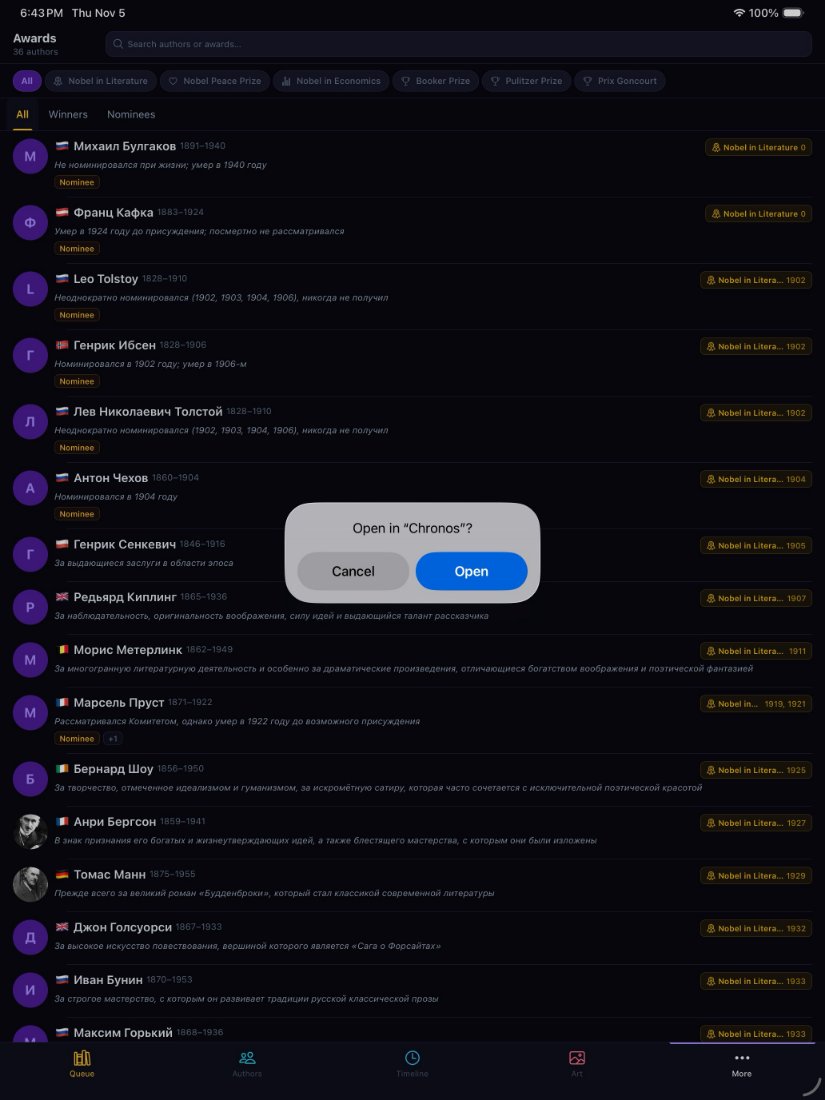 6:43 PM Thu Nov 5
100%
Awards
36 authors
Search authors or awards...
All Nobel in Literature Nobel Peace Prize Nobel in Economics Booker Prize Pulitzer Prize Prix Goncourt
All Winners Nominees
М Михаил Булгаков 1891–1940 Nobel in Literature 0
Не номинировался при жизни; умер в 1940 году
Nominee
Ф Франц Кафка 1883–1924 Nobel in Literature 0
Умер в 1924 году до присуждения; посмертно не рассматривался
Nominee
L Leo Tolstoy 1828–1910 Nobel in Litera... 1902
Неоднократно номинировался (1902, 1903, 1904, 1906), никогда не получил
Nominee
Г Генрик Ибсен 1828–1906 Nobel in Litera... 1902
Номинировался в 1902 году; умер в 1906-м
Nominee
Л Лев Николаевич Толстой 1828–1910 Nobel in Litera... 1902
Неоднократно номинировался (1902, 1903, 1904, 1906), никогда не получил
Nominee
А Антон Чехов 1860–1904 Nobel in Litera... 1904
Номинировался в 1904 году
Nominee
Open in “Chronos”?
Cancel Open
Г Генрик Сенкевич 1846–1916 Nobel in Litera... 1905
За выдающиеся заслуги в области эпоса
Р Редьярд Киплинг 1865–1936 Nobel in Litera... 1907
За наблюдательность, оригинальность воображения, силу идей и выдающийся талант рассказчика
М Морис Метерлинк 1862–1949 Nobel in Litera... 1911
За многогранную литературную деятельность и особенно за драматические произведения, отличающиеся богатством воображения и поэтической фантазией
М Марсель Пруст 1871–1922 Nobel in... 1919, 1921
Рассматривался Комитетом, однако умер в 1922 году до возможного присуждения
Nominee +1
Б Бернард Шоу 1856–1950 Nobel in Litera... 1925
За творчество, отмеченное идеализмом и гуманизмом, за искромётную сатиру, которая часто сочетается с исключительной поэтической красотой
Анри Бергсон 1859–1941 Nobel in Litera... 1927
В знак признания его богатых и жизнеутверждающих идей, а также блестящего мастерства, с которым они были изложены
Томас Манн 1875–1955 Nobel in Litera... 1929
Прежде всего за великий роман «Будденброки», который стал классикой современной литературы
Д Джон Голсуорси 1867–1933 Nobel in Litera... 1932
За высокое искусство повествования, вершиной которого является «Сага о Форсайтах»
И Иван Бунин 1870–1953 Nobel in Litera... 1933
За строгое мастерство, с которым он развивает традиции русской классической прозы
М Максим Горький 1868–1936 Nobel in Litera... 1933
Queue Authors Timeline Art More